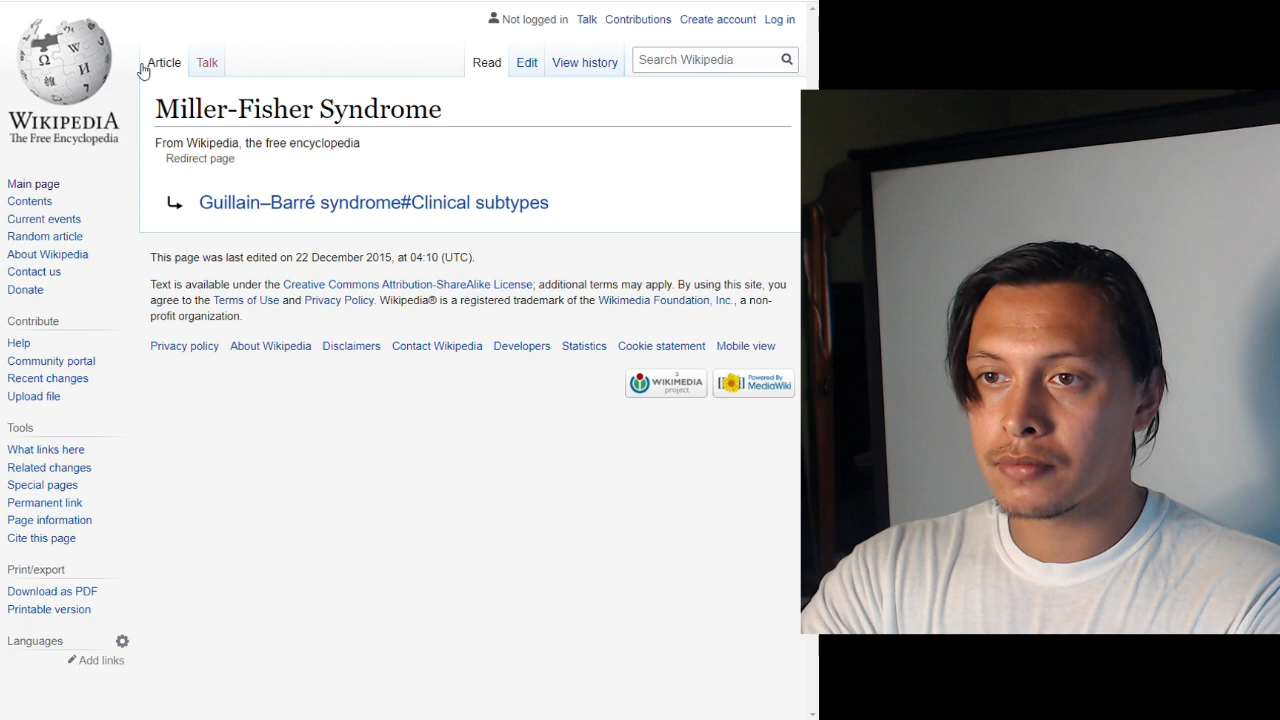 Not logged in Talk Contributions Create account Log in
Article Talk Read Edit View history Search Wikipedia
WIKIPEDIA
The Free Encyclopedia
Main page
Contents
Current events
Random article
About Wikipedia
Contact us
Donate
Contribute
Help
Community portal
Recent changes
Upload file
Tools
What links here
Related changes
Special pages
Permanent link
Page information
Cite this page
Print/export
Download as PDF
Printable version
Languages
Add links
Miller-Fisher Syndrome
From Wikipedia, the free encyclopedia
Redirect page
Guillain–Barré syndrome#Clinical subtypes
This page was last edited on 22 December 2015, at 04:10 (UTC).
Text is available under the Creative Commons Attribution-ShareAlike License; additional terms may apply. By using this site, you
agree to the Terms of Use and Privacy Policy. Wikipedia® is a registered trademark of the Wikimedia Foundation, Inc., a non-
profit organization.
Privacy policy About Wikipedia Disclaimers Contact Wikipedia Developers Statistics Cookie statement Mobile view
a
WIKIMEDIA
project
Powered By
MediaWiki